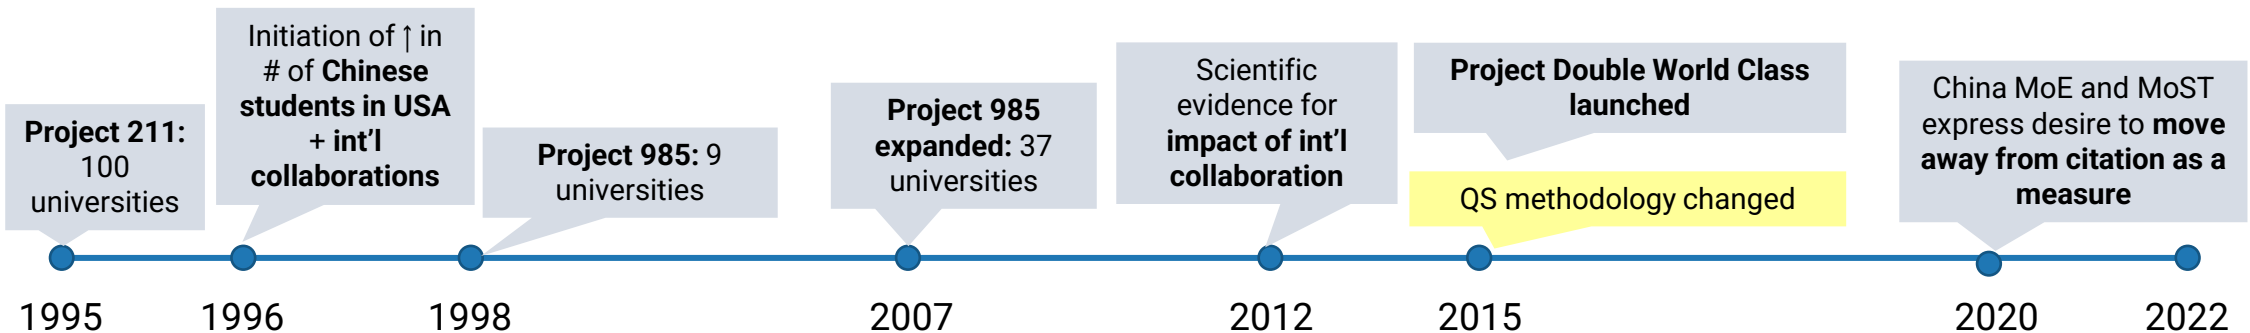 Project 211:
100
universities
Initiation of ↑ in
# of Chinese
students in USA
+ int’l
collaborations
Project 985: 9
universities
Project 985
expanded: 37
universities
Scientific
evidence for
impact of int’l
collaboration
Project Double World Class
launched
QS methodology changed
China MoE and MoST
express desire to move
away from citation as a
measure
1995
1996
1998
2007
2012
2015
2020
2022